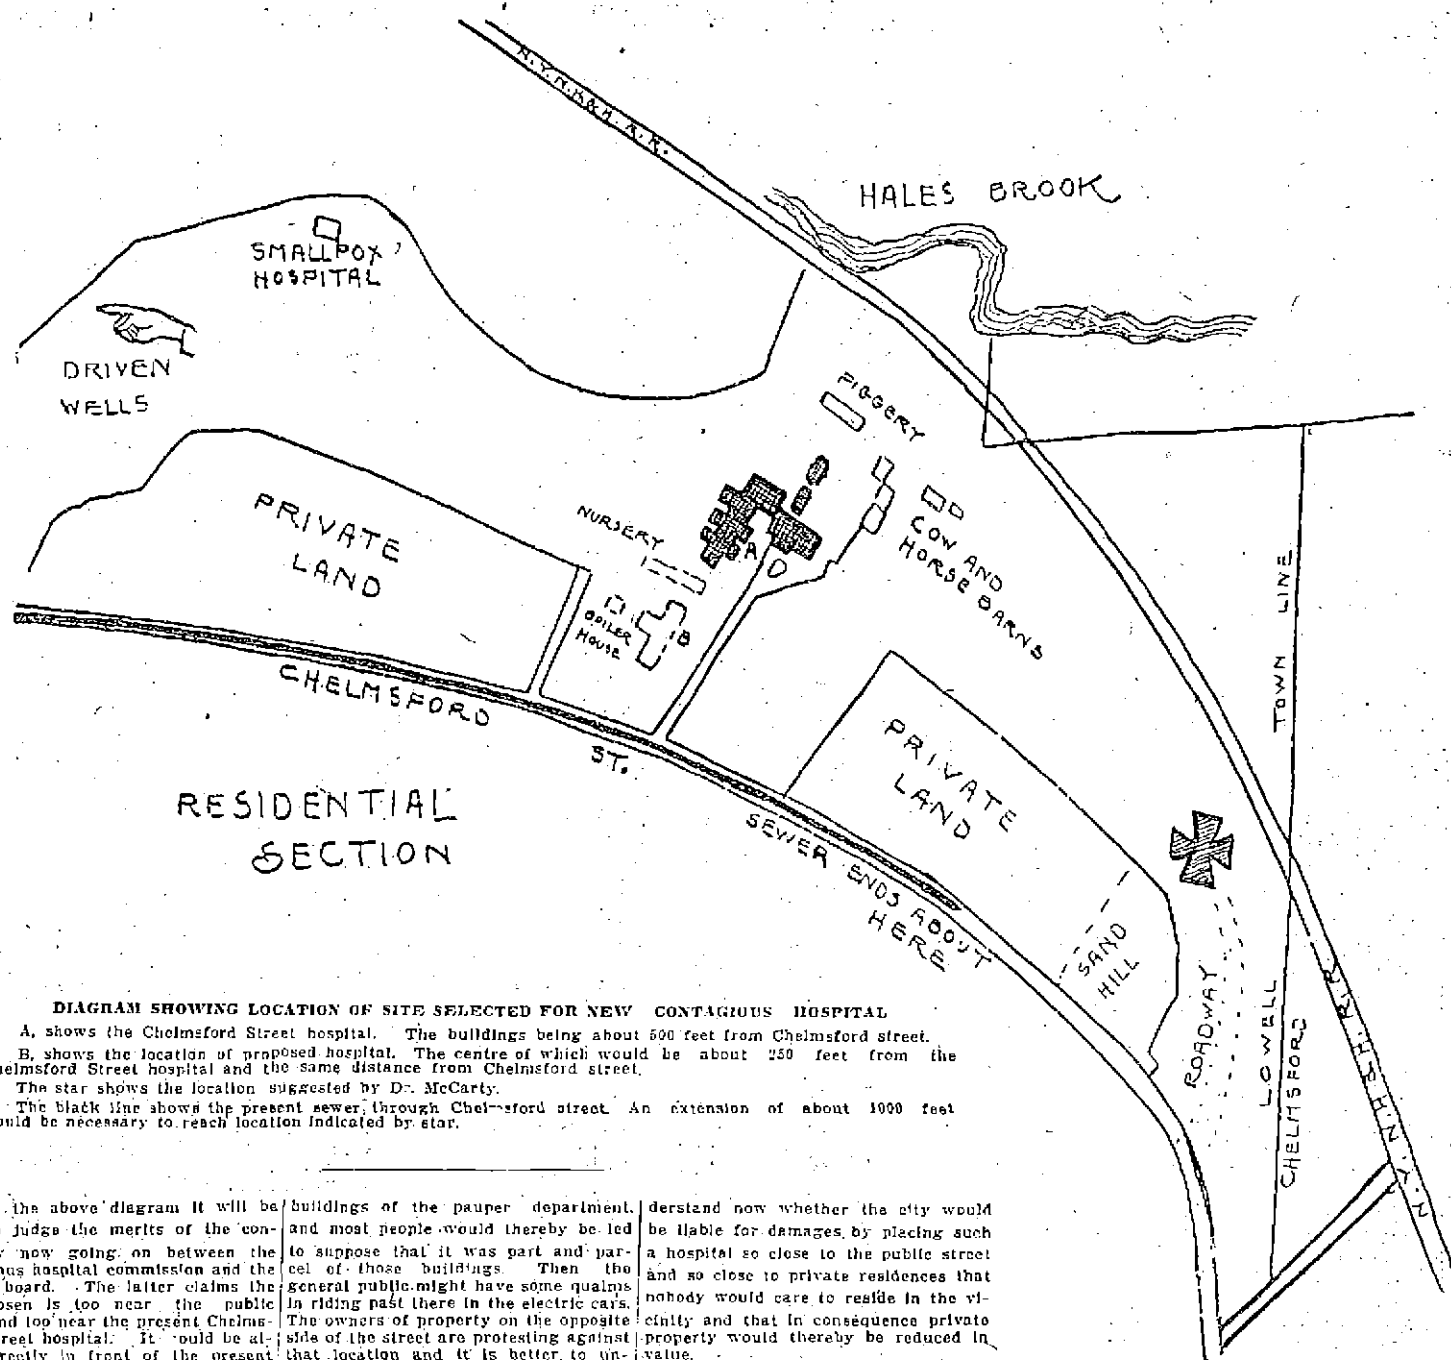 N.Y.N.H.& H.R.R.
HALES BROOK
SMALLPOX
HOSPITAL
DRIVEN
WELLS
PIGGERY
PRIVATE
LAND
NURSERY
A
COW AND
HORSE BARNS
BOILER
HOUSE
B
TOWN LINE
CHELMSFORD
ST.
PRIVATE
LAND
RESIDENTIAL
SECTION
SEWER ENDS ABOUT
HERE
SAND
HILL
ROADWAY
LOWELL
CHELMSFORD
N.Y.N.H.& H.R.R.
DIAGRAM SHOWING LOCATION OF SITE SELECTED FOR NEW CONTAGIOUS HOSPITAL
A, shows the Chelmsford Street hospital. The buildings being about 500 feet from Chelmsford street.
B, shows the location of proposed hospital. The centre of which would be about 250 feet from the
elmsford Street hospital and the same distance from Chelmsford street.
The star shows the location suggested by Dr. McCarty.
The black line shows the present sewer, through street. An extension of about 1000 feet
ould be necessary to reach location indicated by star.
the above diagram it will be
judge the merits of the con-
now going on between the
us hospital commission and the
board. The latter claims the
osen is too near the public
nd too near the present Chelms-
reet hospital. It ould be al-
rectly in front of the present
buildings of the pauper department,
and most people would thereby be led
to suppose that it was part and par-
cel of those buildings. Then the
general public might have some qualms
in riding past there in the electric cars.
The owners of property on the opposite
side of the street are protesting against
that location and it is better to un-
derstand now whether the city would
be liable for damages by placing such
a hospital so close to the public street
and so close to private residences that
nobody would care to reside in the vi-
cinity and that in consequence private
property would thereby be reduced in
value.